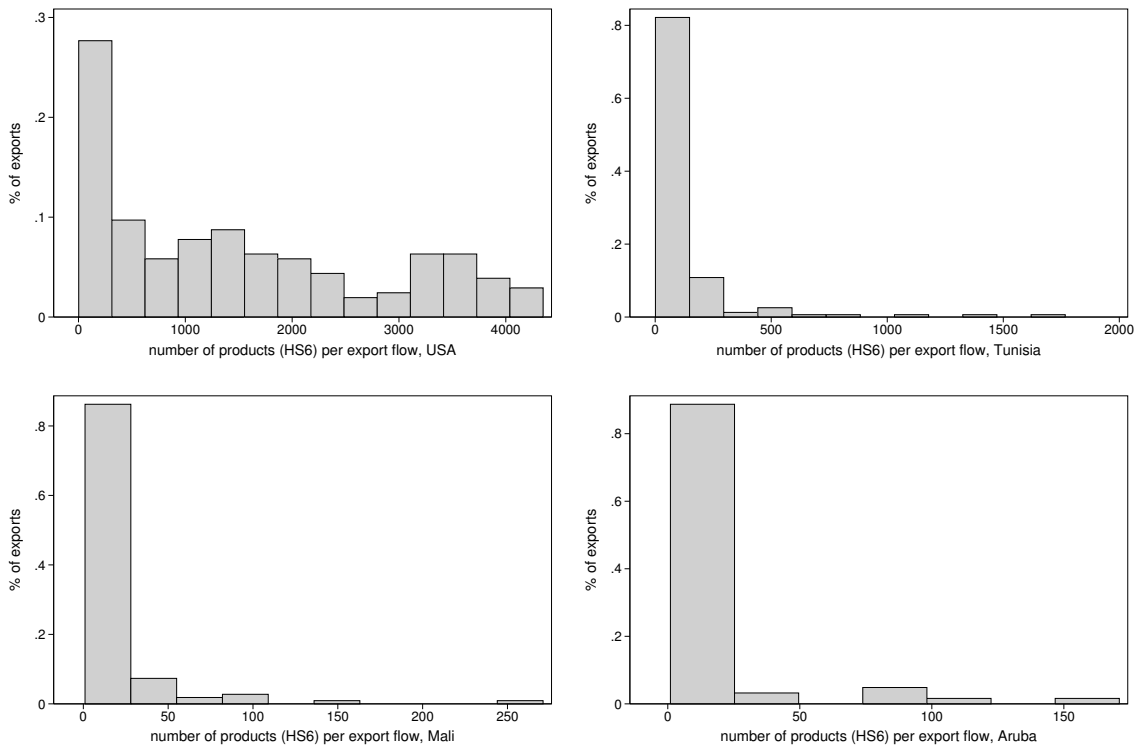 .3
.2
.1
0
% of exports
0 1000 2000 3000 4000
number of products (HS6) per export flow, USA
.8
.6
.4
.2
0
% of exports
0 500 1000 1500 2000
number of products (HS6) per export flow, Tunisia
.8
.6
.4
.2
0
% of exports
0 50 100 150 200 250
number of products (HS6) per export flow, Mali
.8
.6
.4
.2
0
% of exports
0 50 100 150
number of products (HS6) per export flow, Aruba